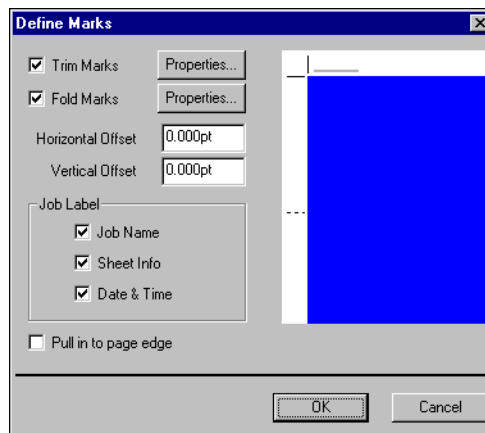 Define Marks
Trim Marks Properties...
Fold Marks Properties...
Horizontal Offset 0.000pt
Vertical Offset 0.000pt
Job Label
Job Name
Sheet Info
Date & Time
Pull in to page edge
OK Cancel